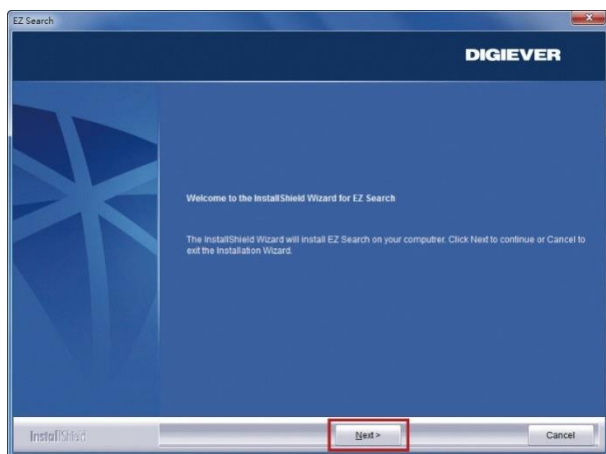 EZ Search
DIGIEVER
Welcome to the InstallShield Wizard for EZ Search
The InstallShield Wizard will install EZ Search on your computrer. Click Next to continue or Cancel to
exit the Installation Wizard.
InstallShield
Next >
Cancel